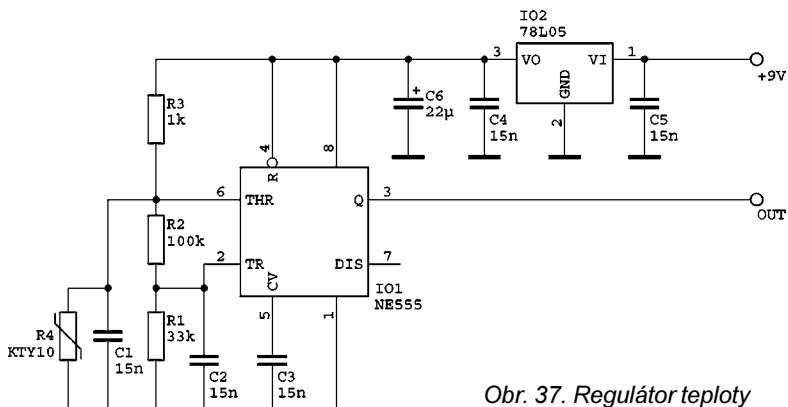 IO2
78L05
3
VO
VI
1
GND
2
+9V
+
C6
22µ
C4
15n
C5
15n
R3
1k
4
8
R
6
THR
Q
3
OUT
R2
100k
2
TR
DIS
7
CV
IO1
NE555
5
1
R4
KTY10
C1
15n
R1
33k
C2
15n
C3
15n
Obr. 37. Regulátor teploty